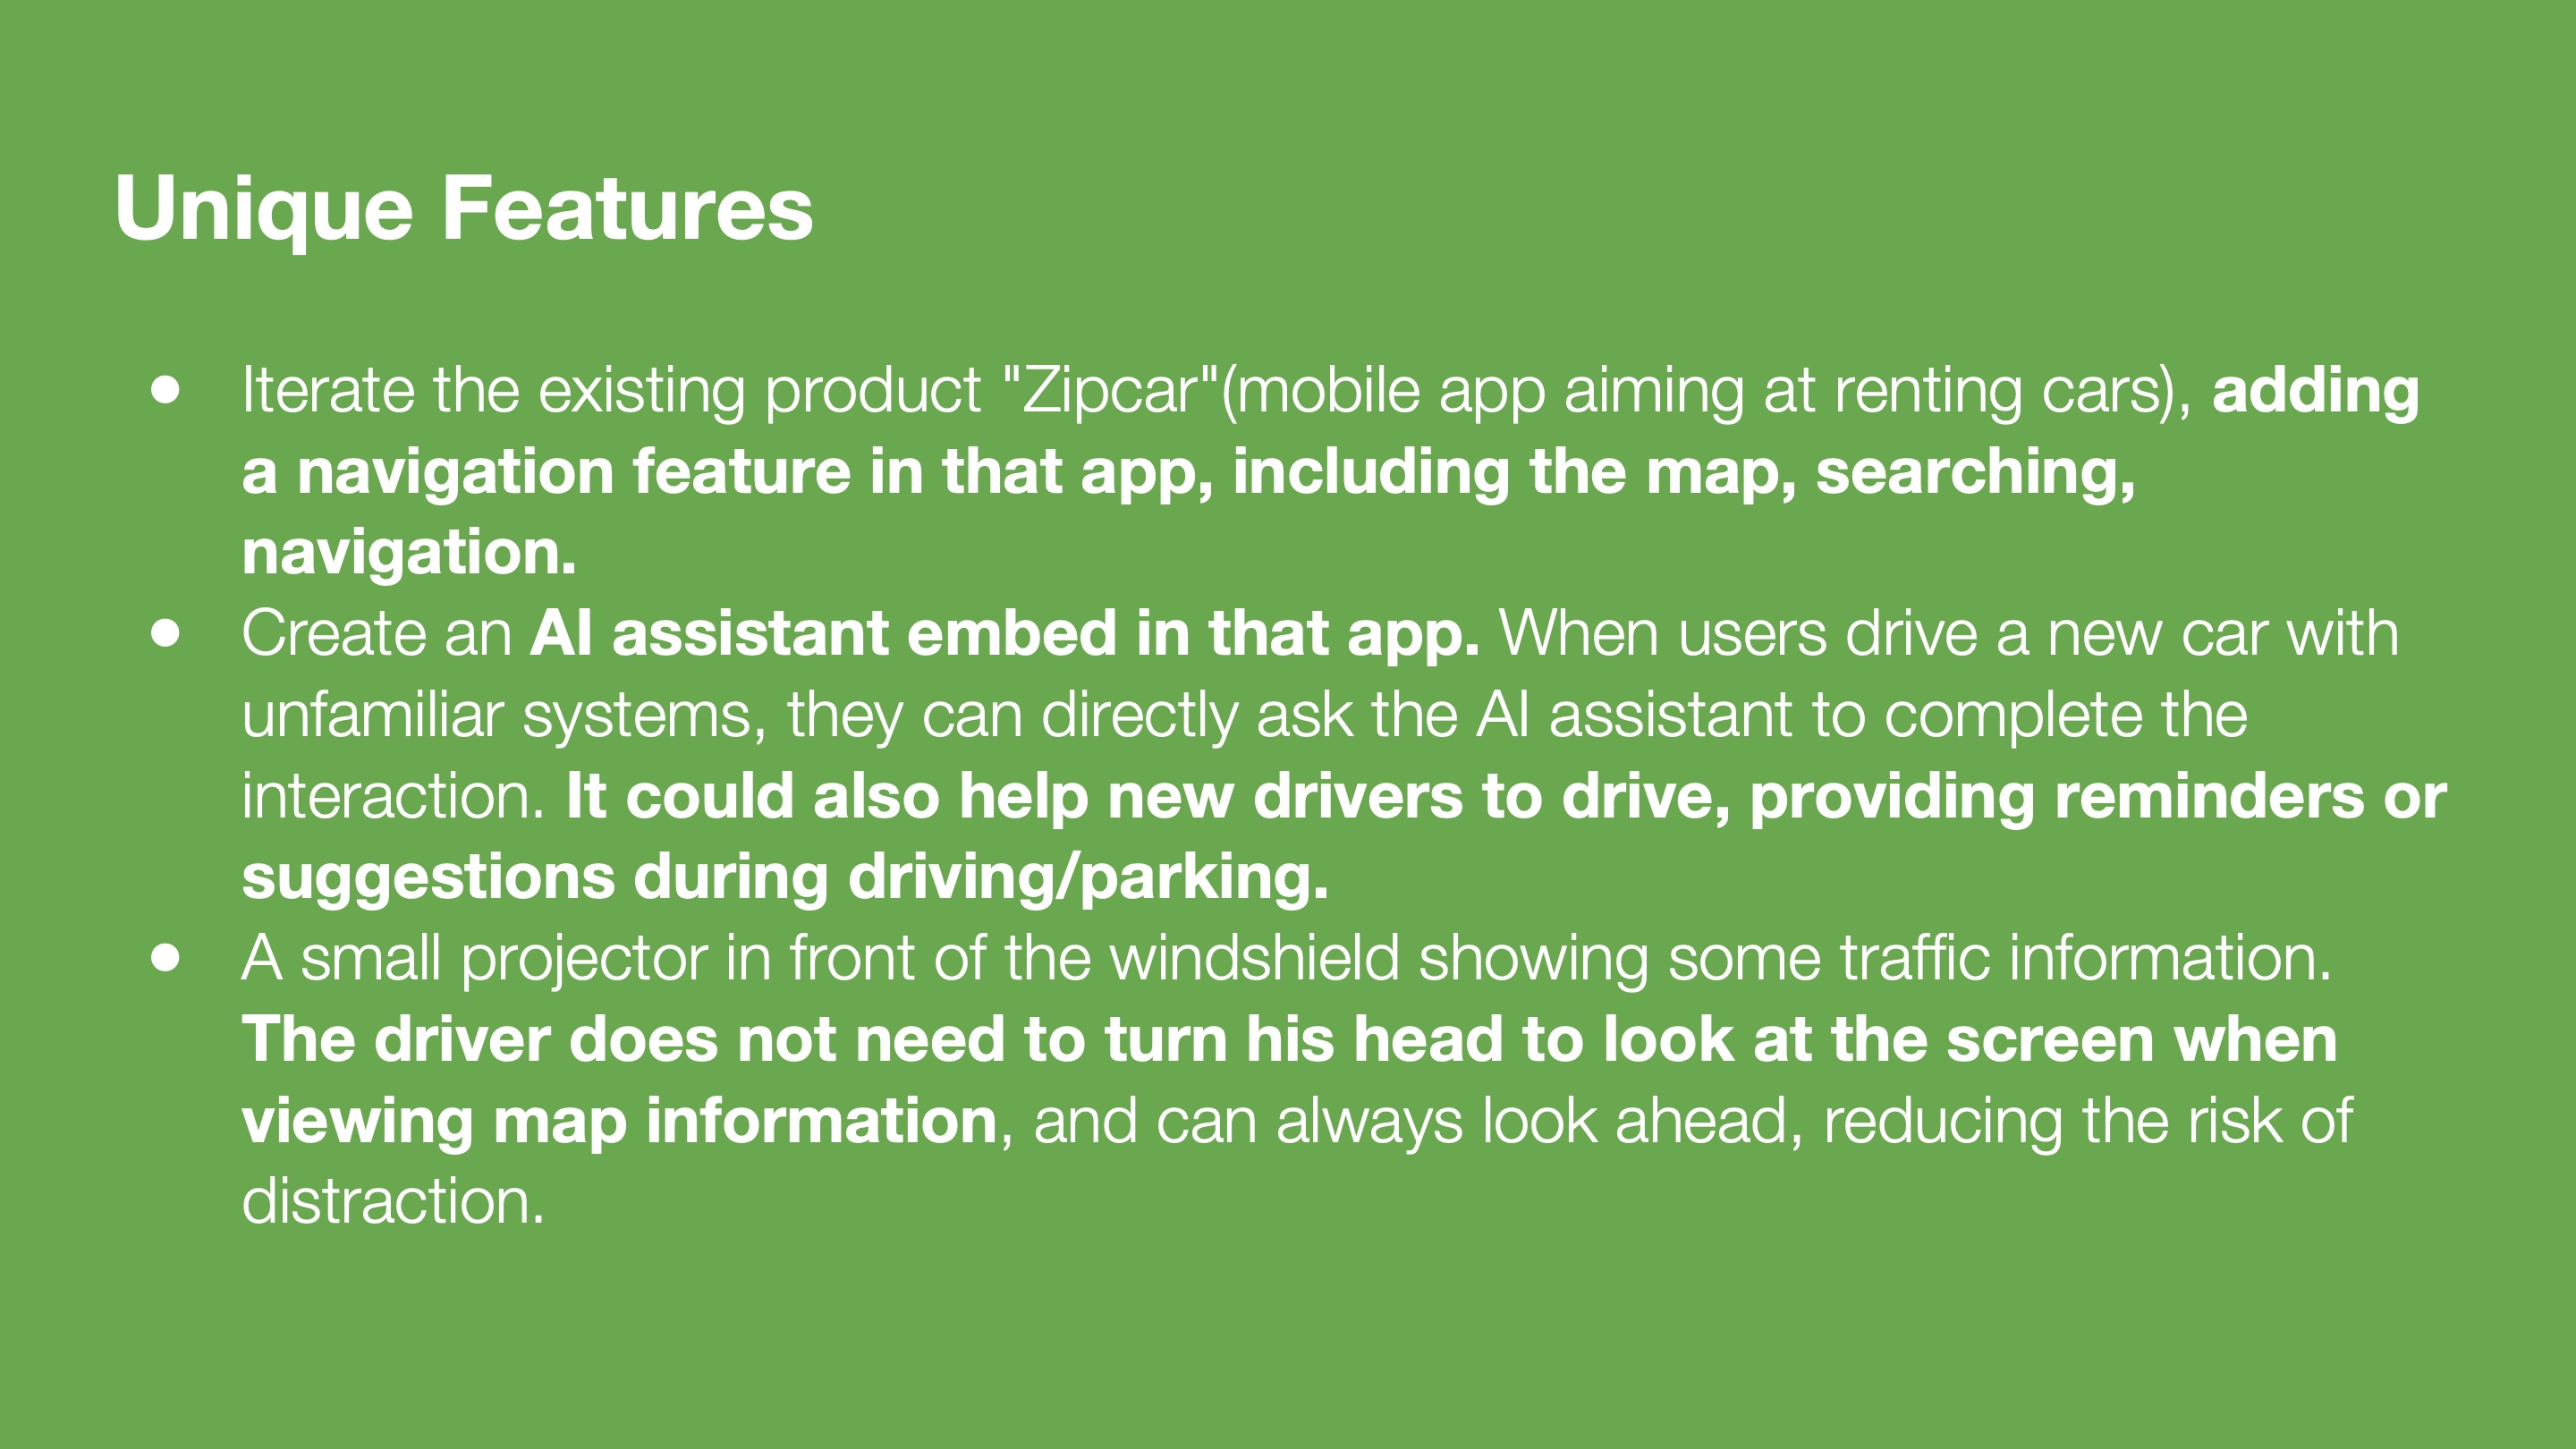 Unique Features
● Iterate the existing product "Zipcar"(mobile app aiming at renting cars), adding
a navigation feature in that app, including the map, searching,
navigation.
● Create an AI assistant embed in that app. When users drive a new car with
unfamiliar systems, they can directly ask the AI assistant to complete the
interaction. It could also help new drivers to drive, providing reminders or
suggestions during driving/parking.
● A small projector in front of the windshield showing some traffic information.
The driver does not need to turn his head to look at the screen when
viewing map information, and can always look ahead, reducing the risk of
distraction.